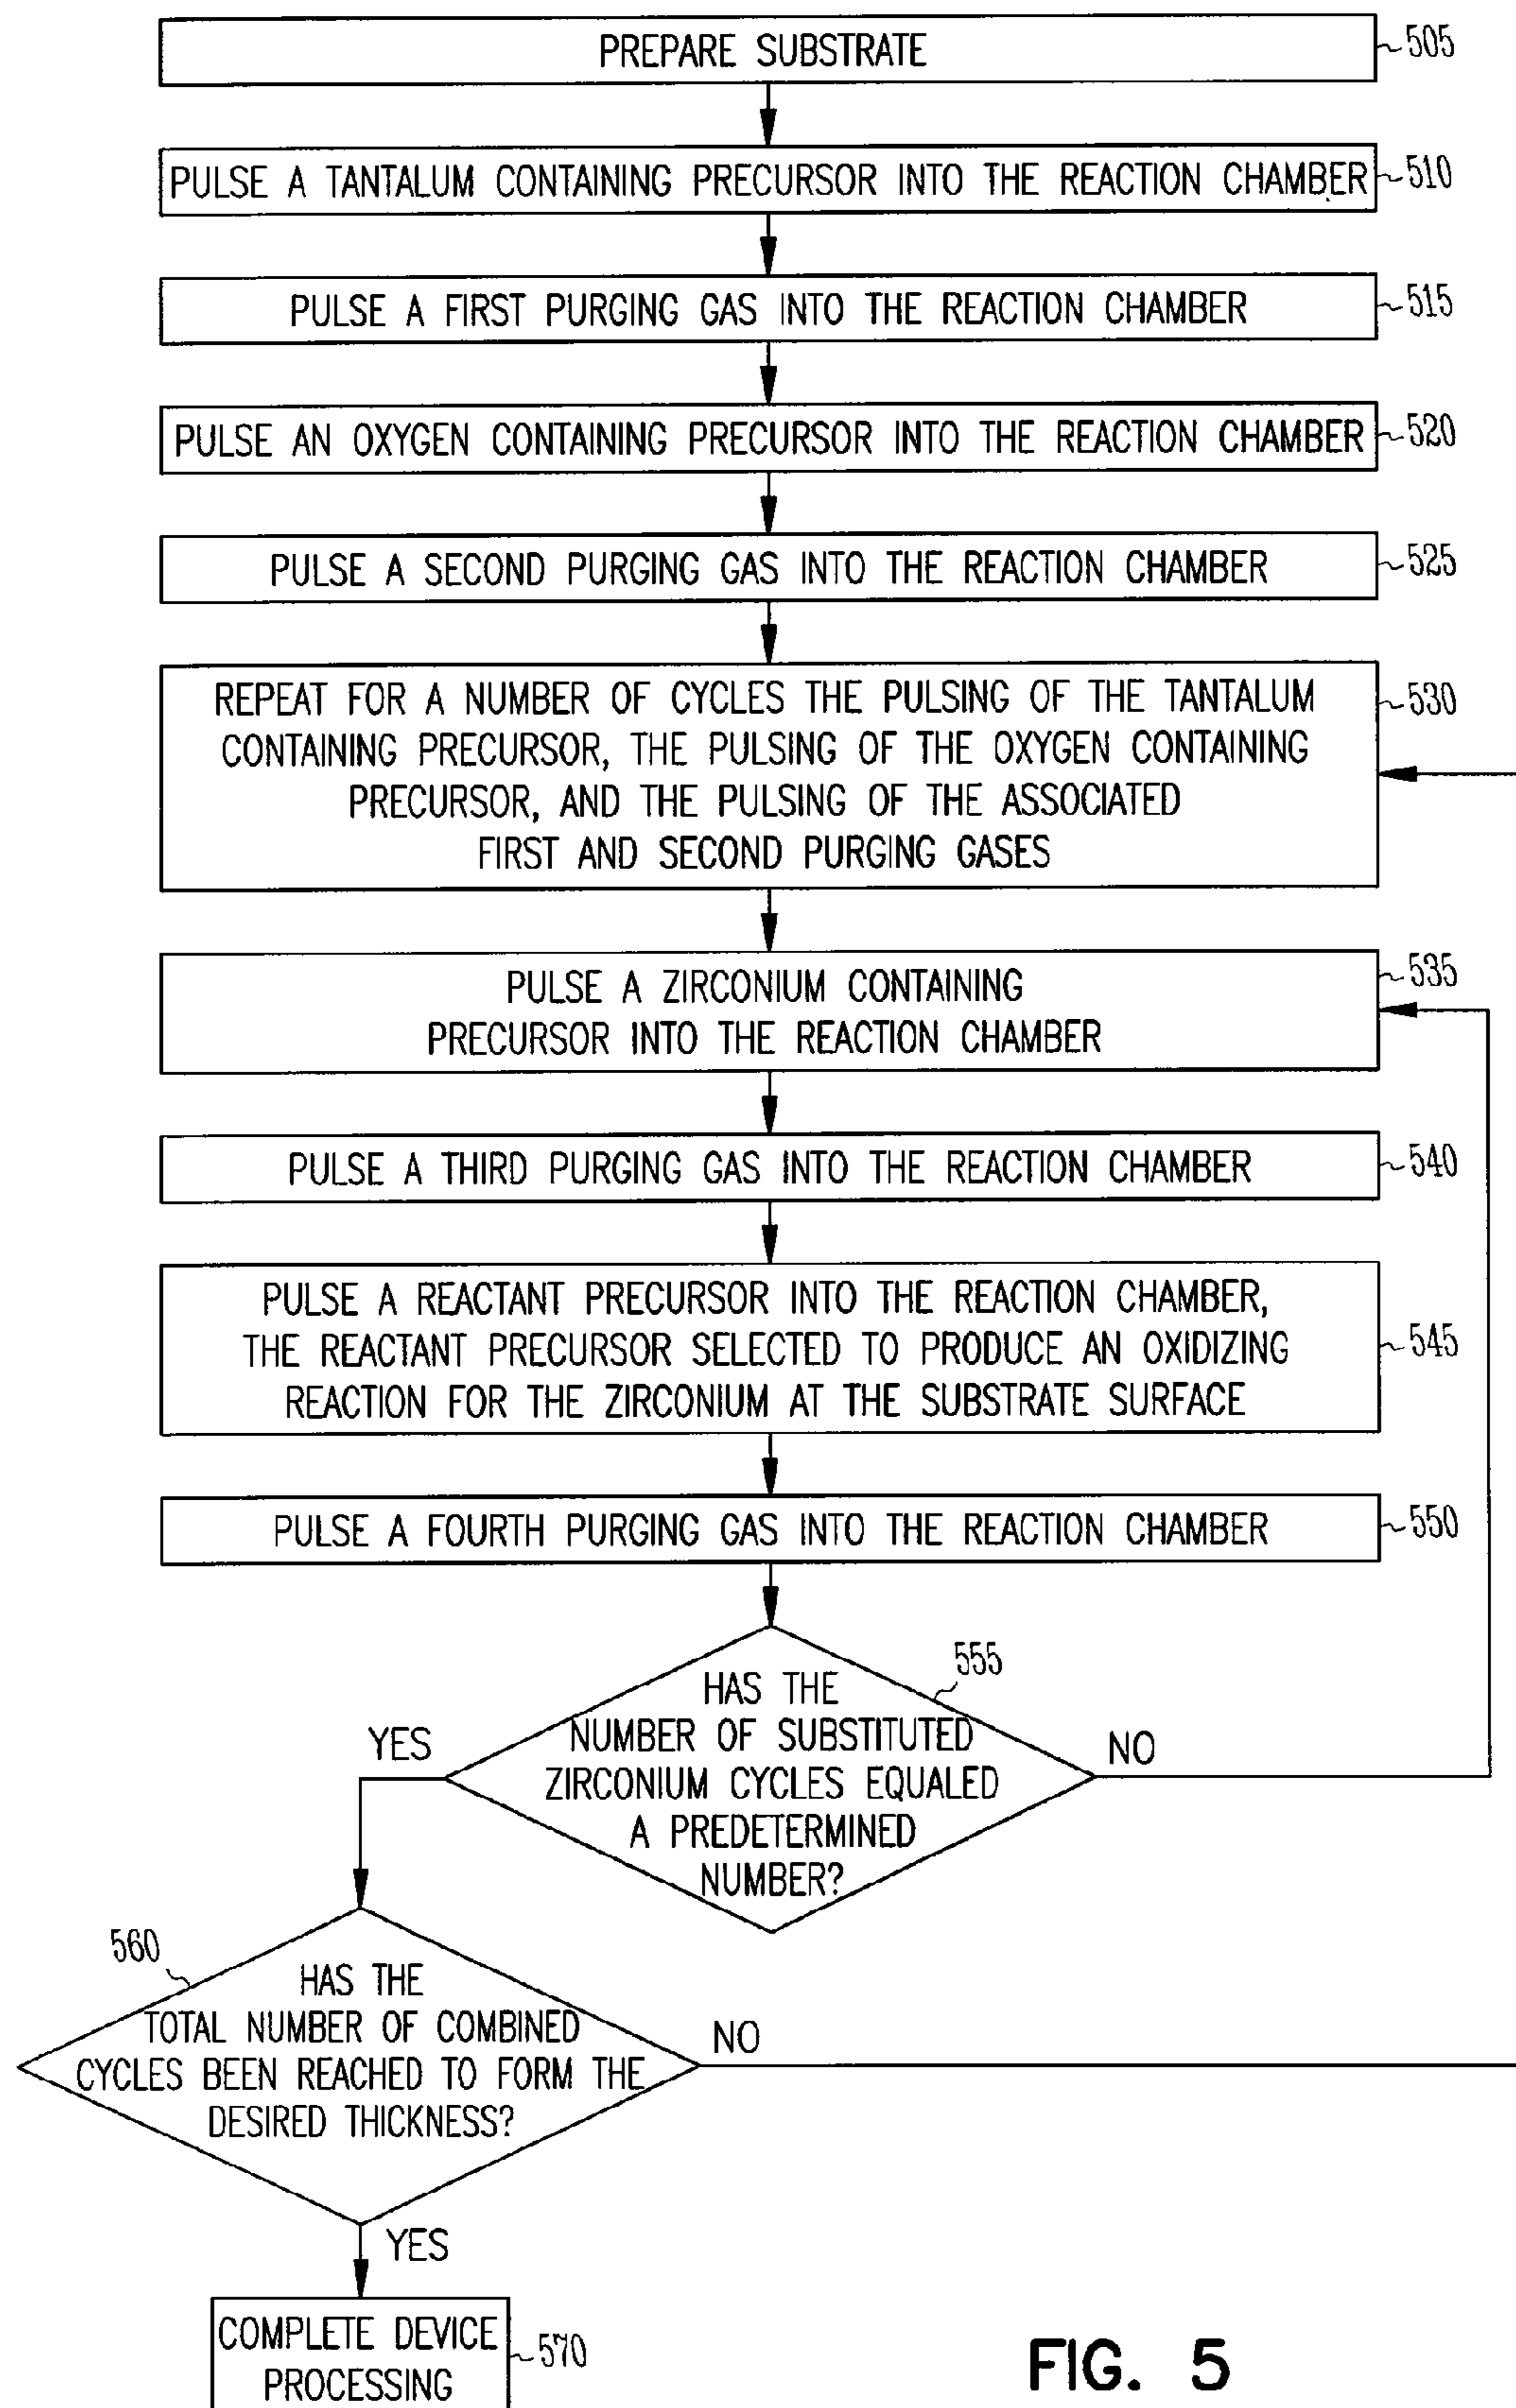 PREPARE SUBSTRATE
505
PULSE A TANTALUM CONTAINING PRECURSOR INTO THE REACTION CHAMBER
510
PULSE A FIRST PURGING GAS INTO THE REACTION CHAMBER
515
PULSE AN OXYGEN CONTAINING PRECURSOR INTO THE REACTION CHAMBER
520
PULSE A SECOND PURGING GAS INTO THE REACTION CHAMBER
525
REPEAT FOR A NUMBER OF CYCLES THE PULSING OF THE TANTALUM
CONTAINING PRECURSOR, THE PULSING OF THE OXYGEN CONTAINING
PRECURSOR, AND THE PULSING OF THE ASSOCIATED
FIRST AND SECOND PURGING GASES
530
PULSE A ZIRCONIUM CONTAINING
PRECURSOR INTO THE REACTION CHAMBER
535
PULSE A THIRD PURGING GAS INTO THE REACTION CHAMBER
540
PULSE A REACTANT PRECURSOR INTO THE REACTION CHAMBER,
THE REACTANT PRECURSOR SELECTED TO PRODUCE AN OXIDIZING
REACTION FOR THE ZIRCONIUM AT THE SUBSTRATE SURFACE
545
PULSE A FOURTH PURGING GAS INTO THE REACTION CHAMBER
550
555
HAS THE
NUMBER OF SUBSTITUTED
ZIRCONIUM CYCLES EQUALED
A PREDETERMINED
NUMBER?
YES
NO
560
HAS THE
TOTAL NUMBER OF COMBINED
CYCLES BEEN REACHED TO FORM THE
DESIRED THICKNESS?
NO
YES
COMPLETE DEVICE
PROCESSING
570
FIG. 5